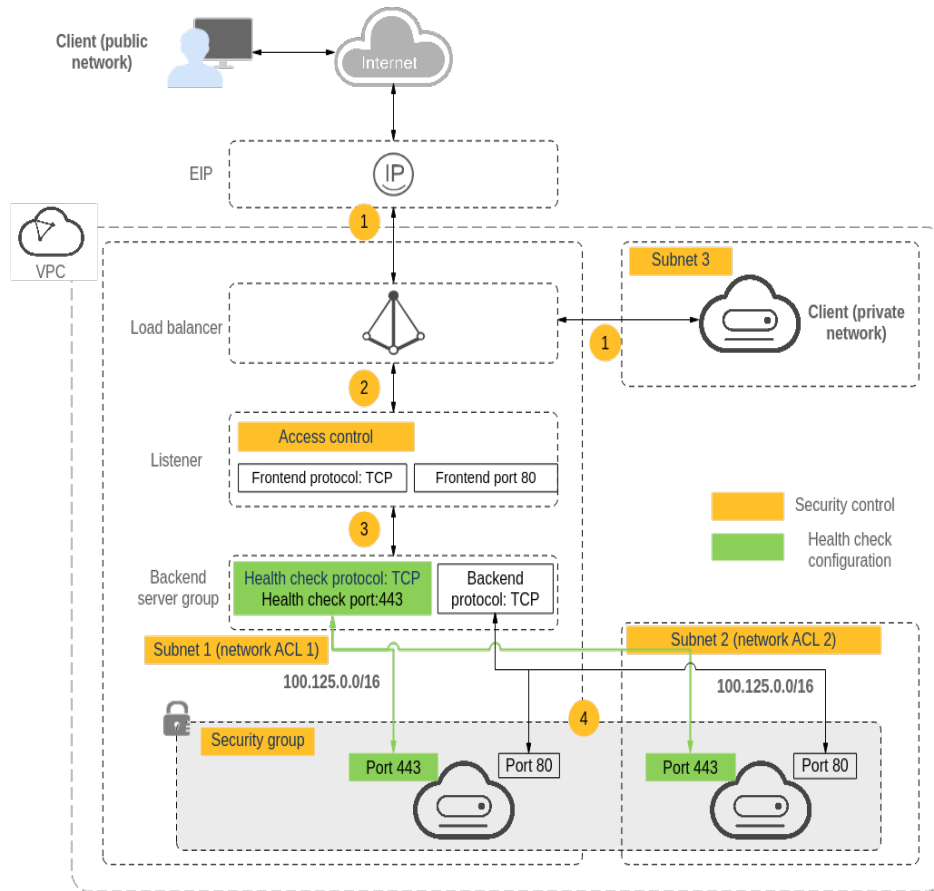 Client (public
network)
Internet
EIP
IP
1
VPC
Subnet 3
Load balancer
Client (private
network)
1
2
Access control
Listener
Frontend protocol: TCP
Frontend port 80
Security control
3
Health check
configuration
Backend
server group
Health check protocol: TCP
Health check port:443
Backend
protocol: TCP
Subnet 1 (network ACL 1)
Subnet 2 (network ACL 2)
100.125.0.0/16
100.125.0.0/16
4
Security group
Port 443
Port 80
Port 443
Port 80